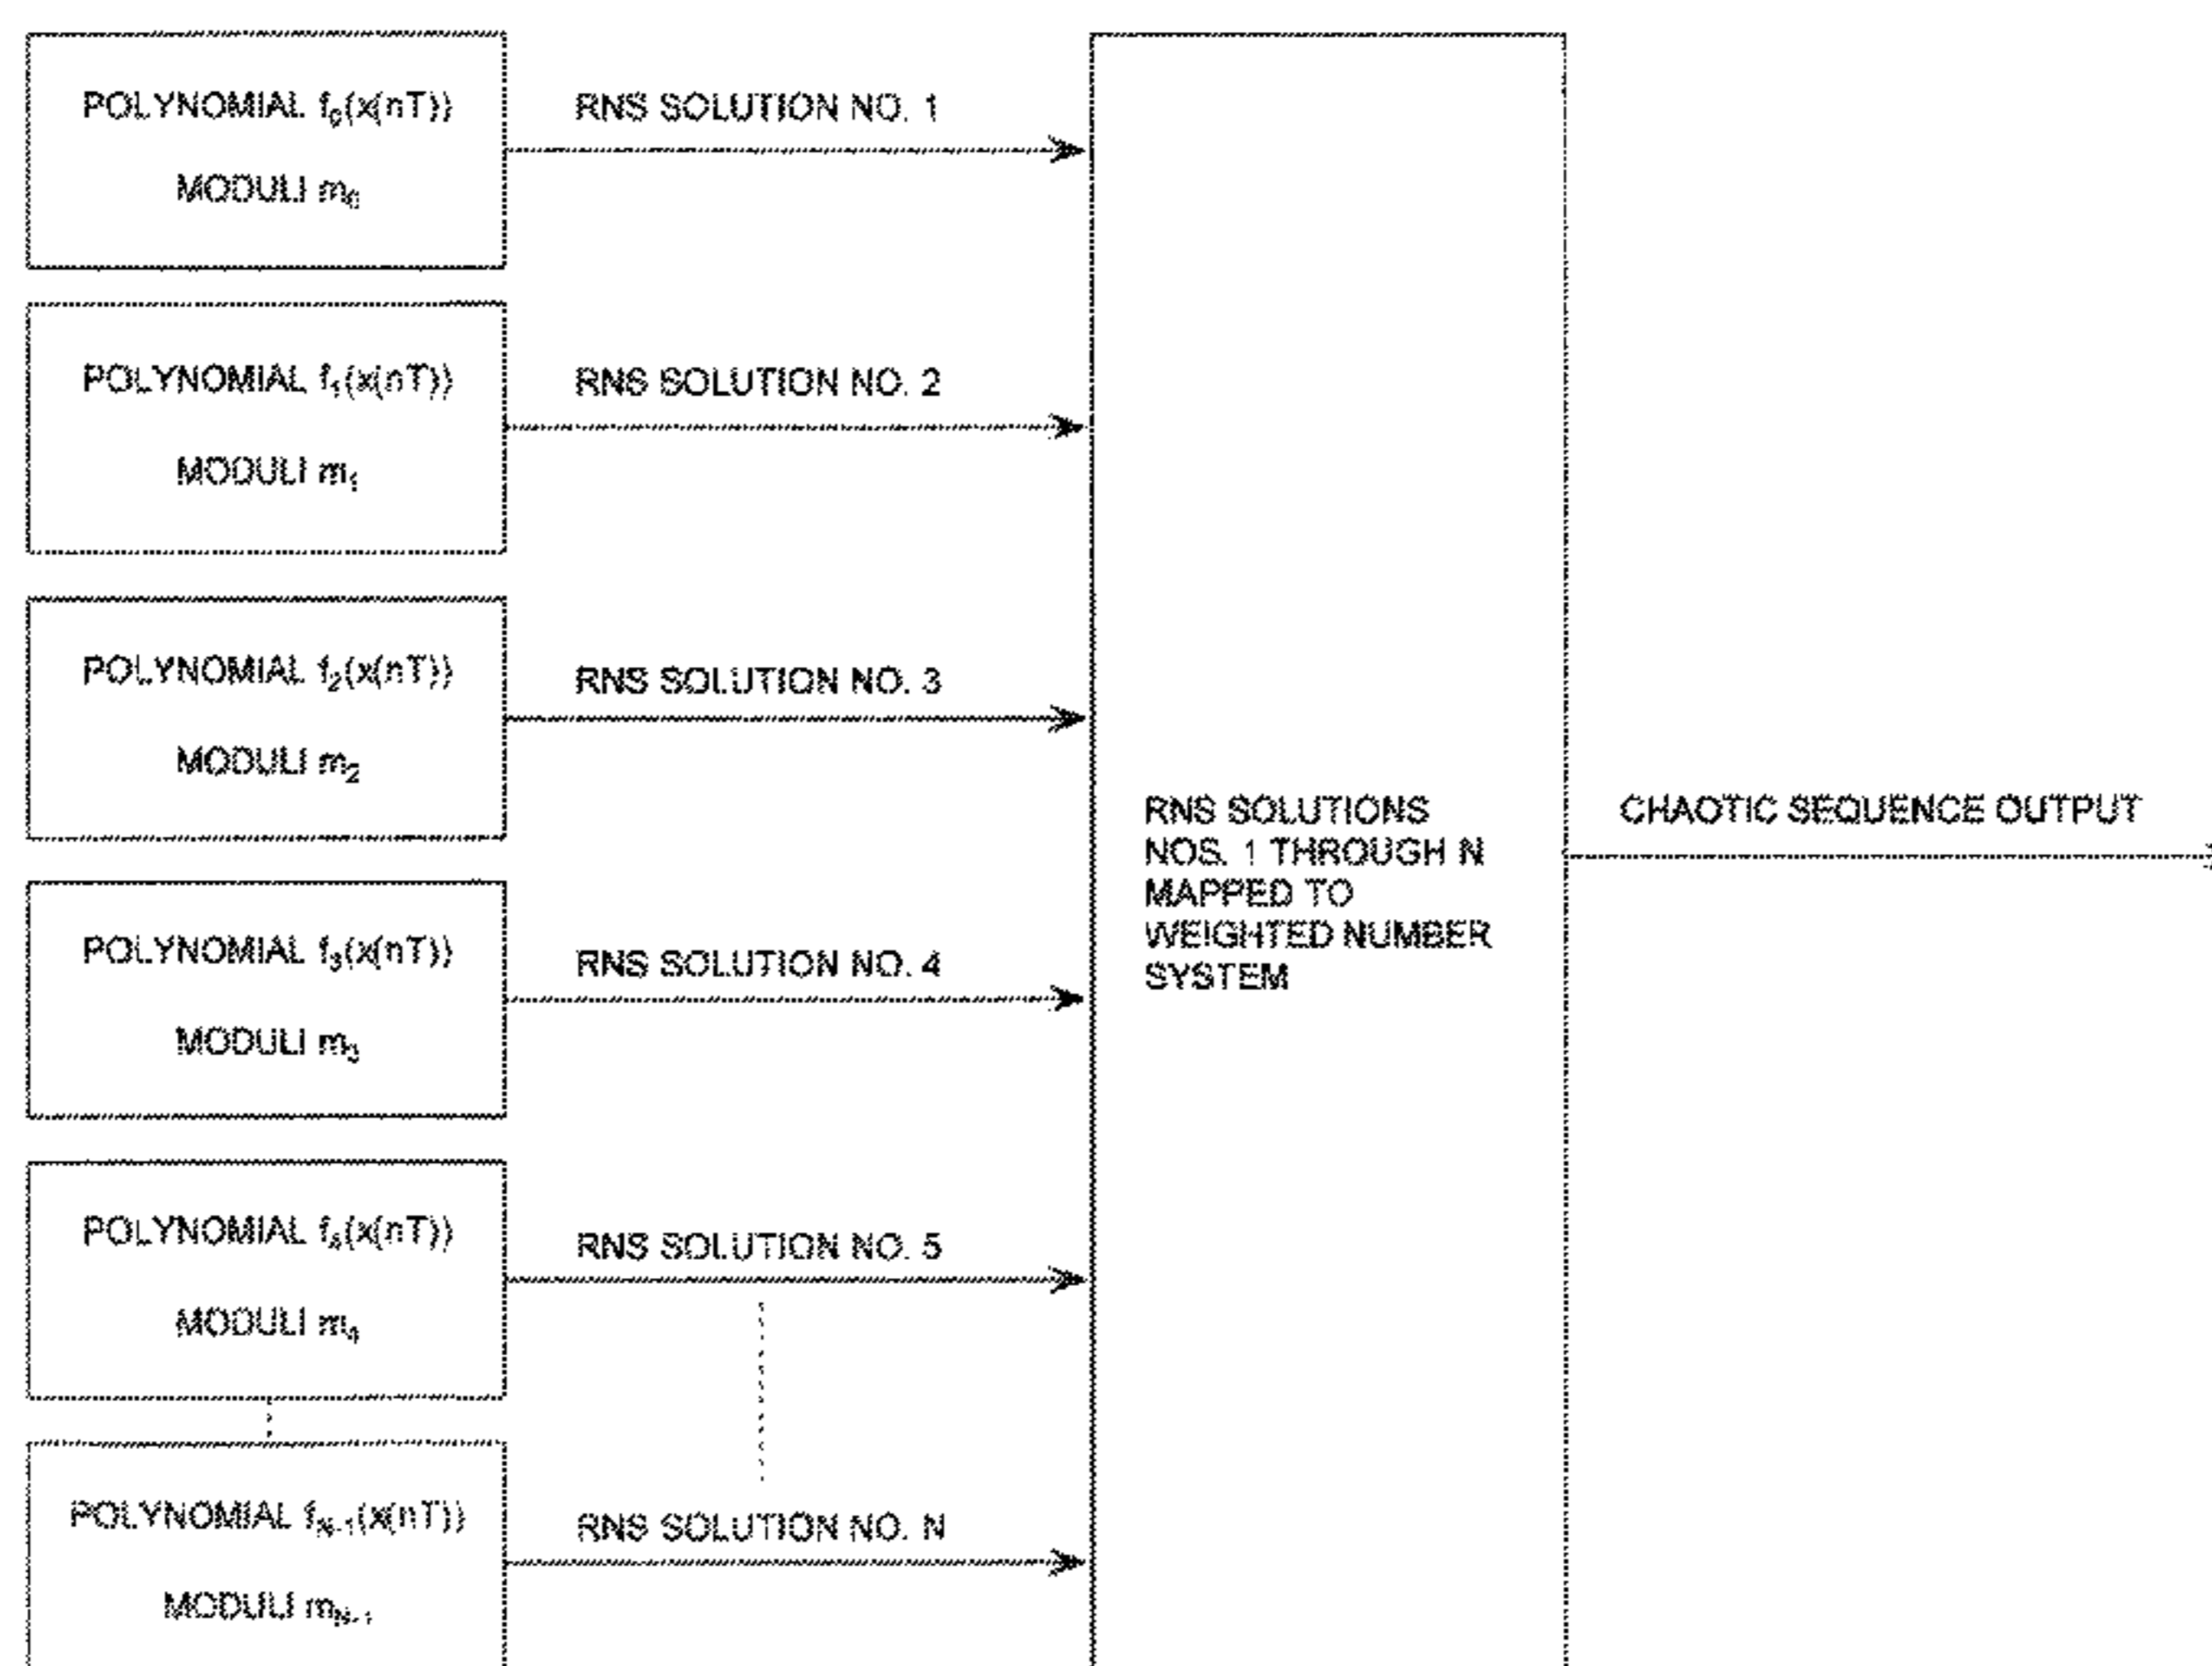 POLYNOMIAL f₀(x(nT))
MODULI m₀
RNS SOLUTION NO. 1
POLYNOMIAL f₁(x(nT))
MODULI m₁
RNS SOLUTION NO. 2
POLYNOMIAL f₂(x(nT))
MODULI m₂
RNS SOLUTION NO. 3
POLYNOMIAL f₃(x(nT))
MODULI m₃
RNS SOLUTION NO. 4
POLYNOMIAL f₄(x(nT))
MODULI m₄
RNS SOLUTION NO. 5
POLYNOMIAL fN-1(x(nT))
MODULI mN-1
RNS SOLUTION NO. N
RNS SOLUTIONS
NOS. 1 THROUGH N
MAPPED TO
WEIGHTED NUMBER
SYSTEM
CHAOTIC SEQUENCE OUTPUT